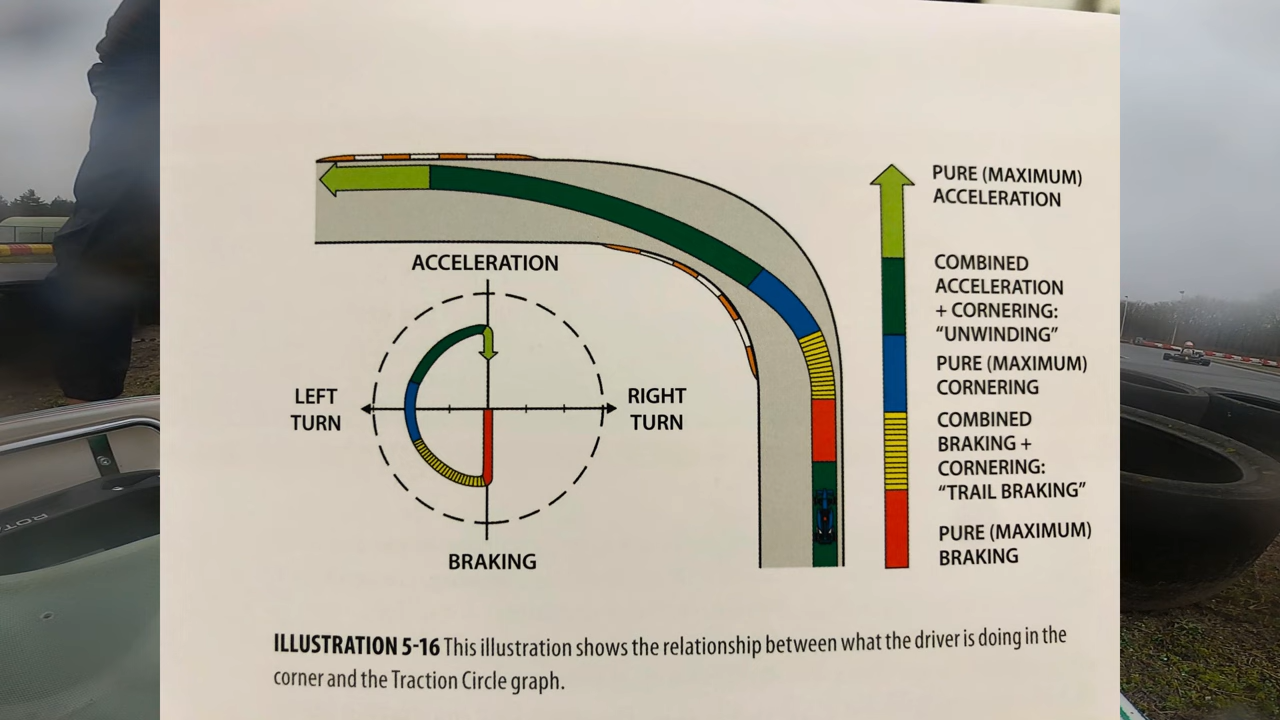 PURE (MAXIMUM)
ACCELERATION
COMBINED
ACCELERATION
+ CORNERING:
“UNWINDING”
PURE (MAXIMUM)
CORNERING
COMBINED
BRAKING +
CORNERING:
“TRAIL BRAKING”
PURE (MAXIMUM)
BRAKING
ACCELERATION
LEFT
TURN
RIGHT
TURN
BRAKING
ILLUSTRATION 5-16 This illustration shows the relationship between what the driver is doing in the
corner and the Traction Circle graph.